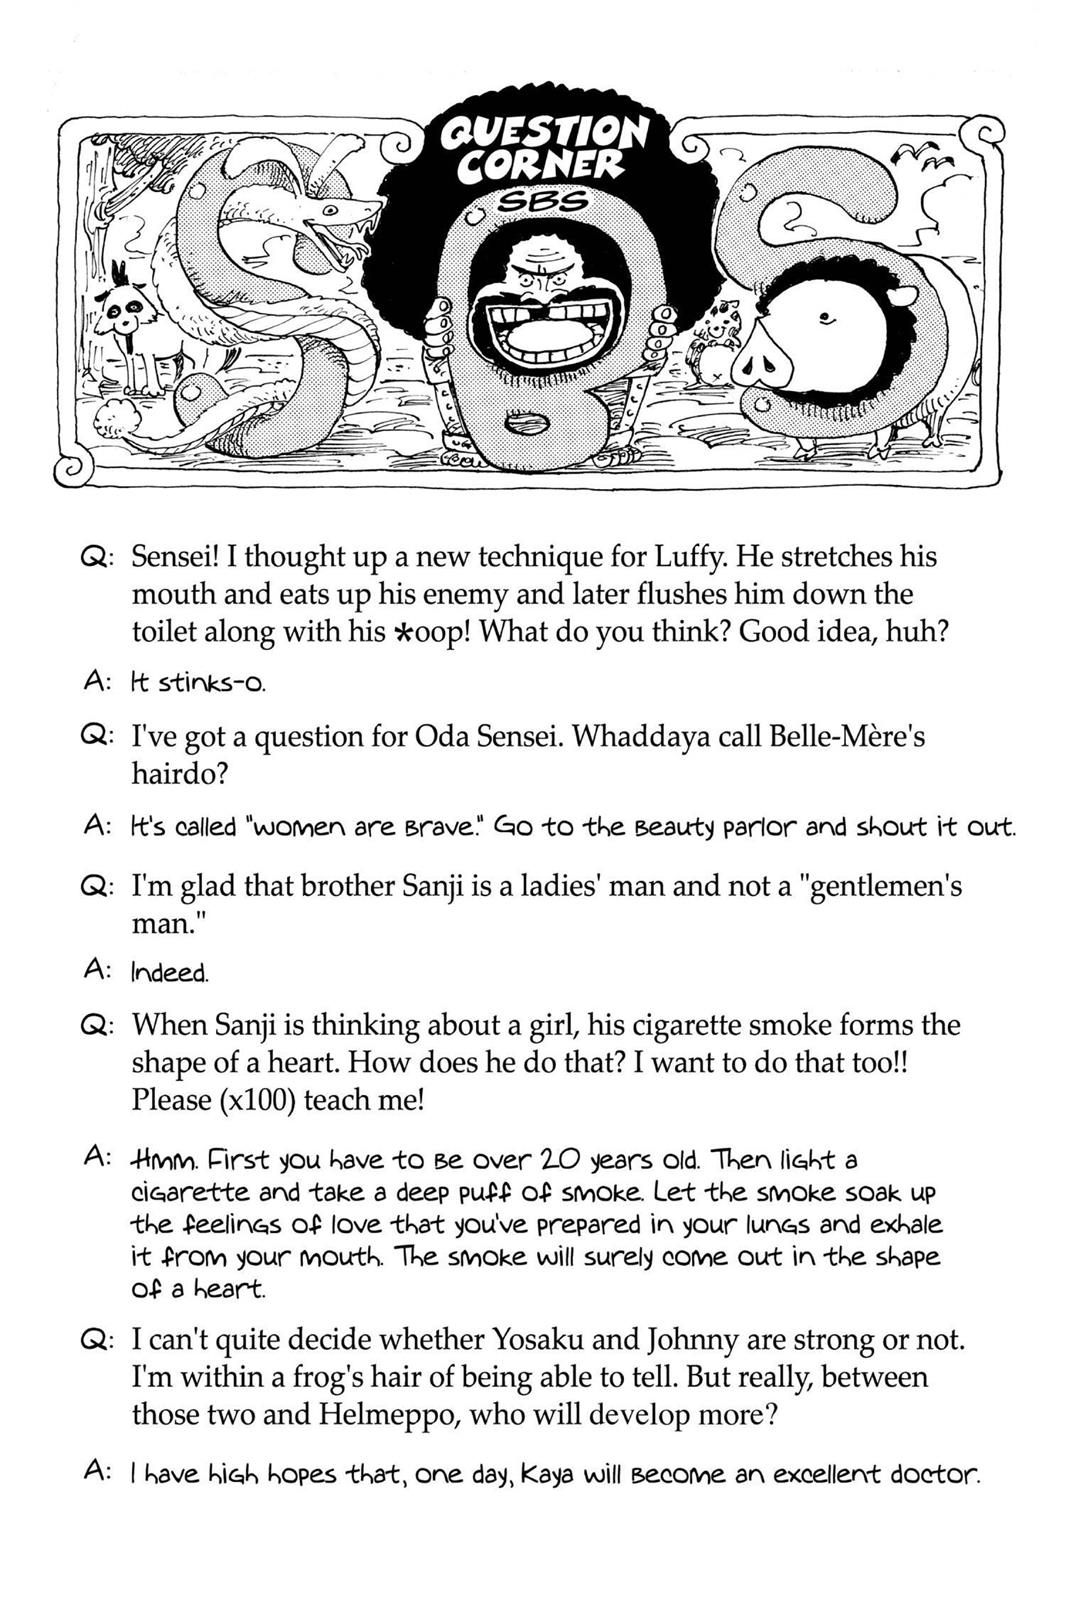 QUESTION
CORNER
SBS
Q: Sensei! I thought up a new technique for Luffy. He stretches his
mouth and eats up his enemy and later flushes him down the
toilet along with his *oop! What do you think? Good idea, huh?
A: It stinks-o.
Q: I've got a question for Oda Sensei. Whaddaya call Belle-Mère's
hairdo?
A: It's called "women are brave." Go to the beauty parlor and shout it out.
Q: I'm glad that brother Sanji is a ladies' man and not a "gentlemen's
man."
A: Indeed.
Q: When Sanji is thinking about a girl, his cigarette smoke forms the
shape of a heart. How does he do that? I want to do that too!!
Please (x100) teach me!
A: Hmm. First you have to be over 20 years old. Then light a
cigarette and take a deep puff of smoke. Let the smoke soak up
the feelings of love that you've prepared in your lungs and exhale
it from your mouth. The smoke will surely come out in the shape
of a heart.
Q: I can't quite decide whether Yosaku and Johnny are strong or not.
I'm within a frog's hair of being able to tell. But really, between
those two and Helmeppo, who will develop more?
A: I have high hopes that, one day, Kaya will become an excellent doctor.